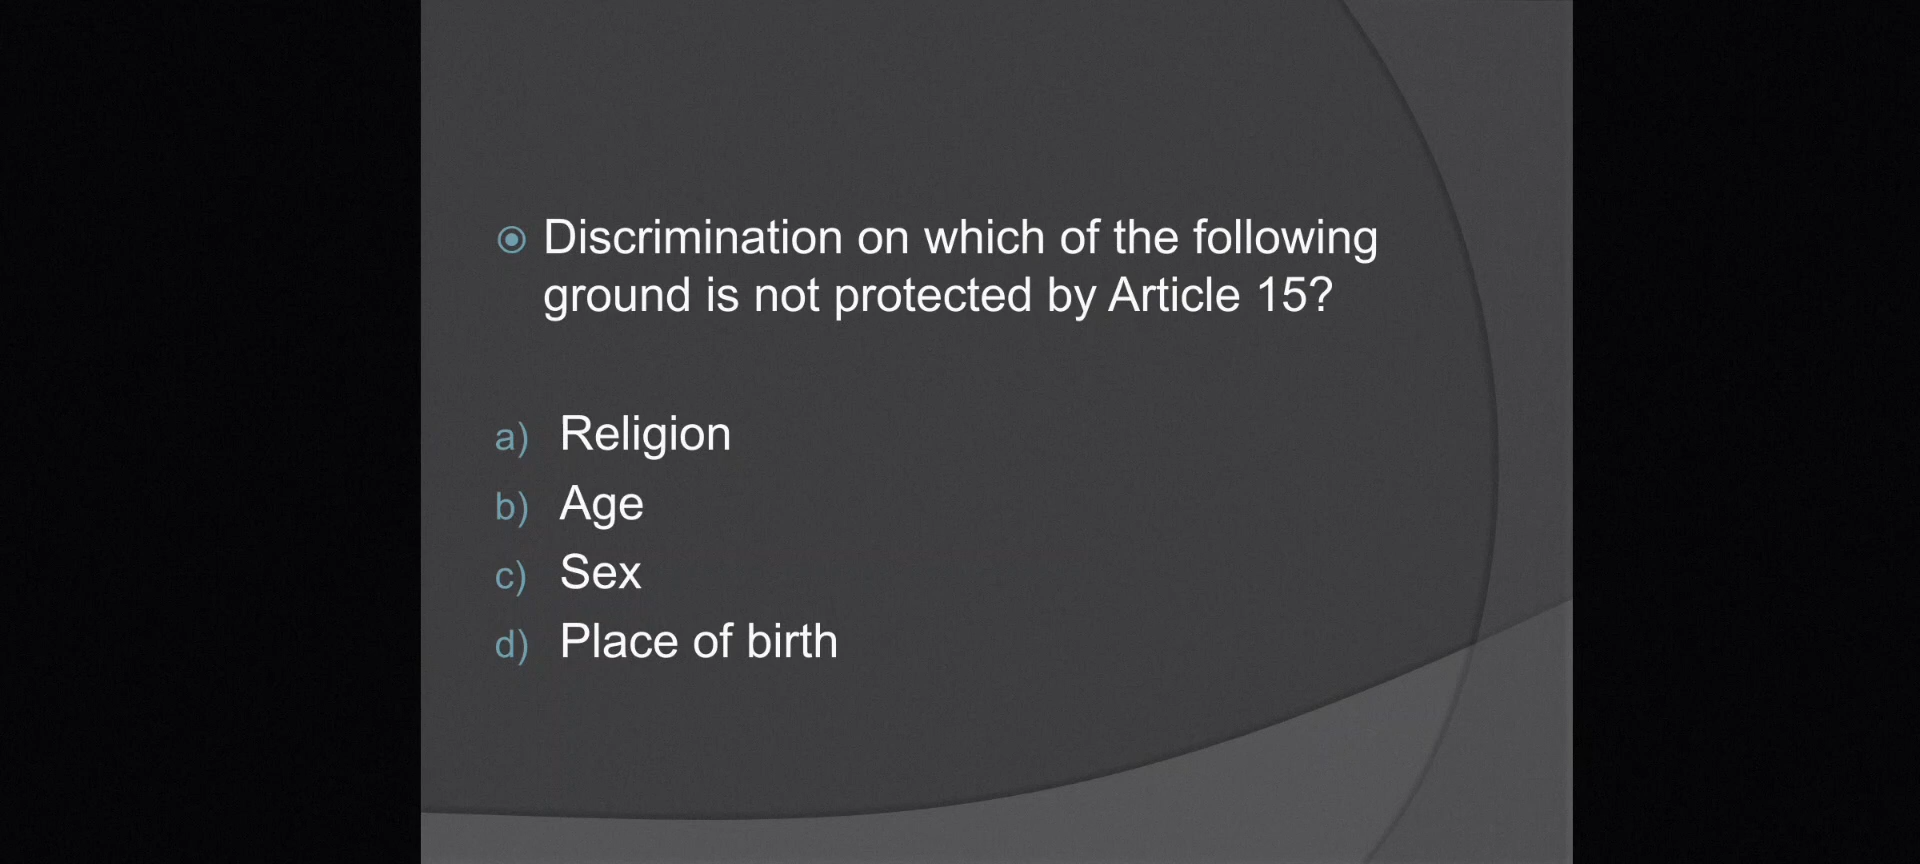 Discrimination on which of the following
ground is not protected by Article 15?
a) Religion
b) Age
c) Sex
d) Place of birth